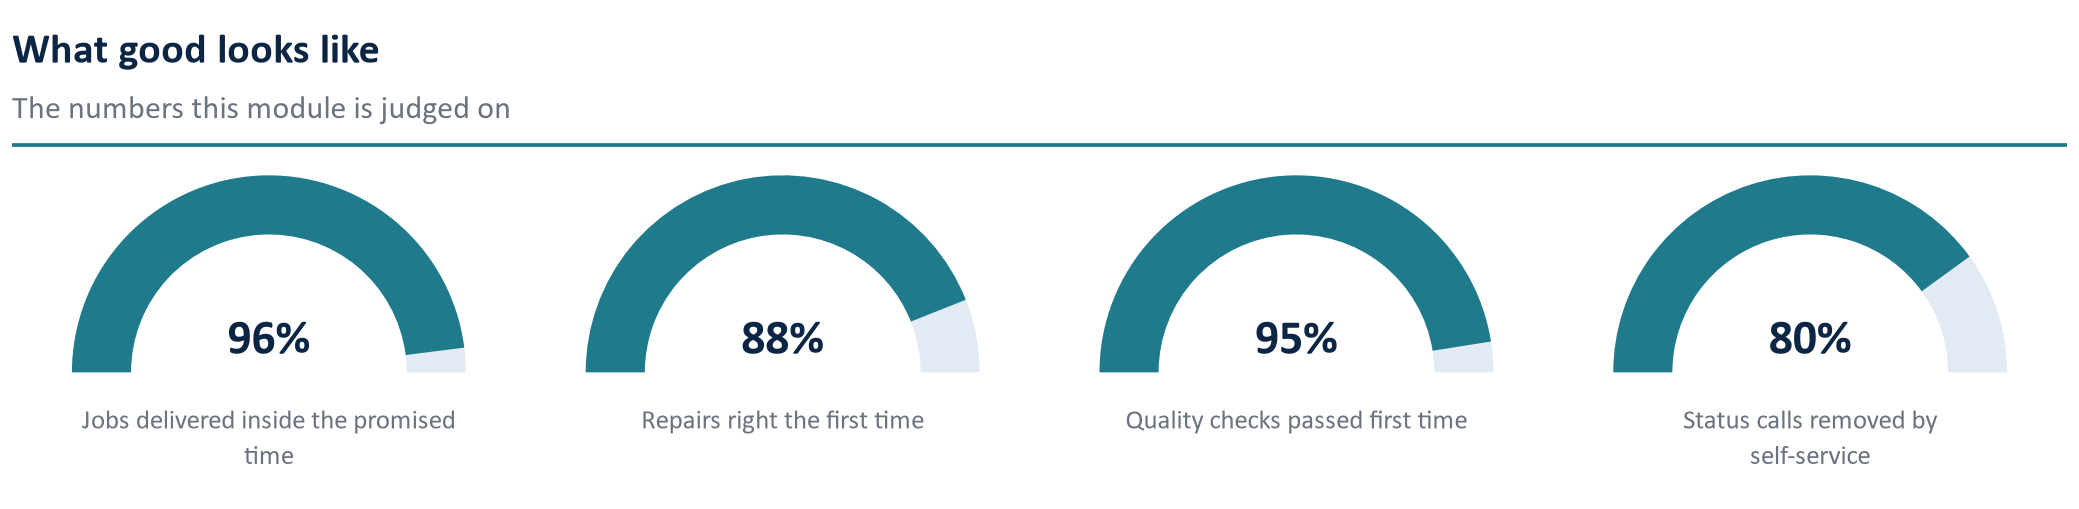 What good looks like
The numbers this module is judged on
96%
88%
95%
80%
Jobs delivered inside the promised
time
Repairs right the first time
Quality checks passed first time
Status calls removed by
self-service